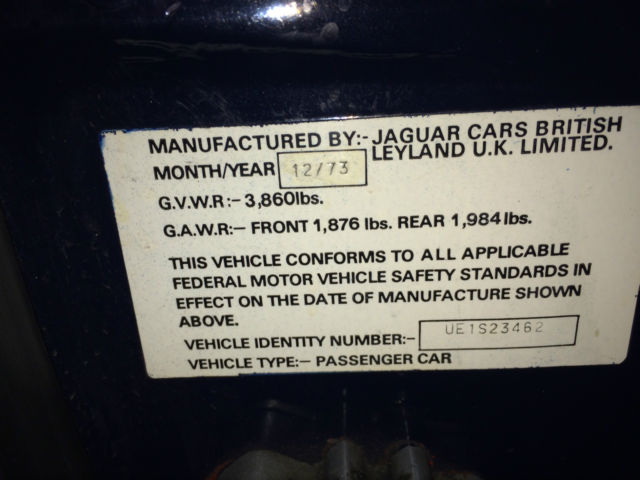 MANUFACTURED BY:- JAGUAR CARS BRITISH
LEYLAND U.K. LIMITED.
MONTH/YEAR 12/73
G.V.W.R:- 3,860lbs.
G.A.W.R:- FRONT 1,876 lbs. REAR 1,984 lbs.
THIS VEHICLE CONFORMS TO ALL APPLICABLE
FEDERAL MOTOR VEHICLE SAFETY STANDARDS IN
EFFECT ON THE DATE OF MANUFACTURE SHOWN
ABOVE.
VEHICLE IDENTITY NUMBER:- UE1S23462
VEHICLE TYPE:- PASSENGER CAR